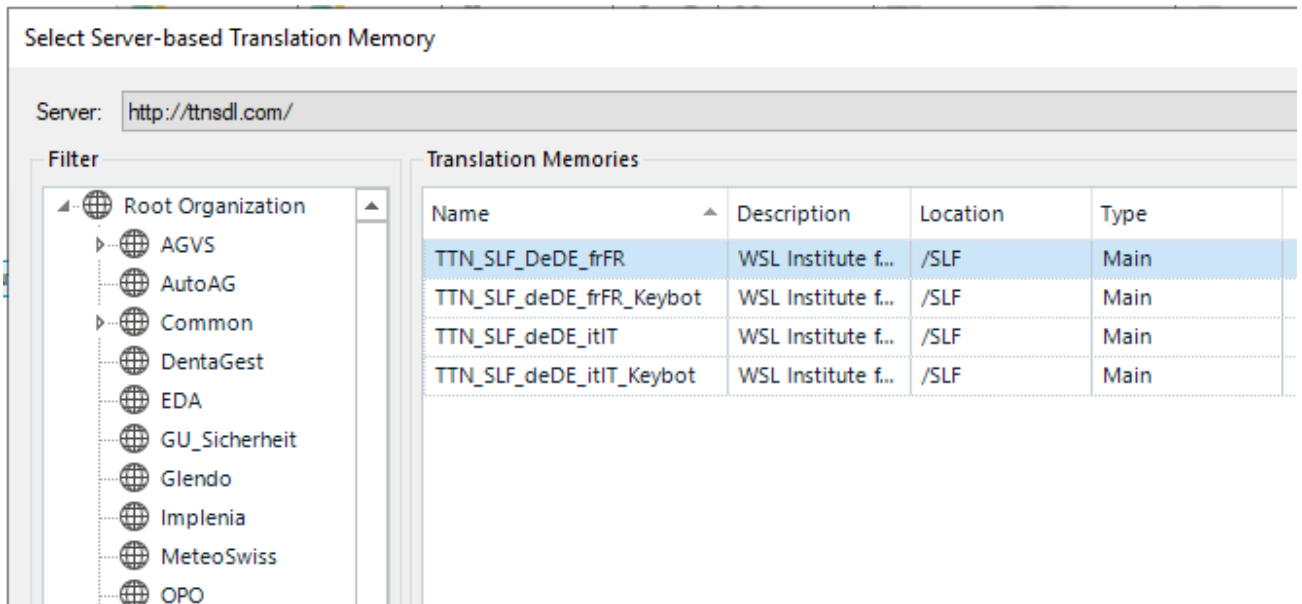 Select Server-based Translation Memory
Server: http://ttnsdl.com/
Filter
Root Organization
AGVS
AutoAG
Common
DentaGest
EDA
GU_Sicherheit
Glendo
Implenia
MeteoSwiss
OPO
Translation Memories
Name Description Location Type
TTN_SLF_DeDE_frFR WSL Institute f... /SLF Main
TTN_SLF_deDE_frFR_Keybot WSL Institute f... /SLF Main
TTN_SLF_deDE_itIT WSL Institute f... /SLF Main
TTN_SLF_deDE_itIT_Keybot WSL Institute f... /SLF Main